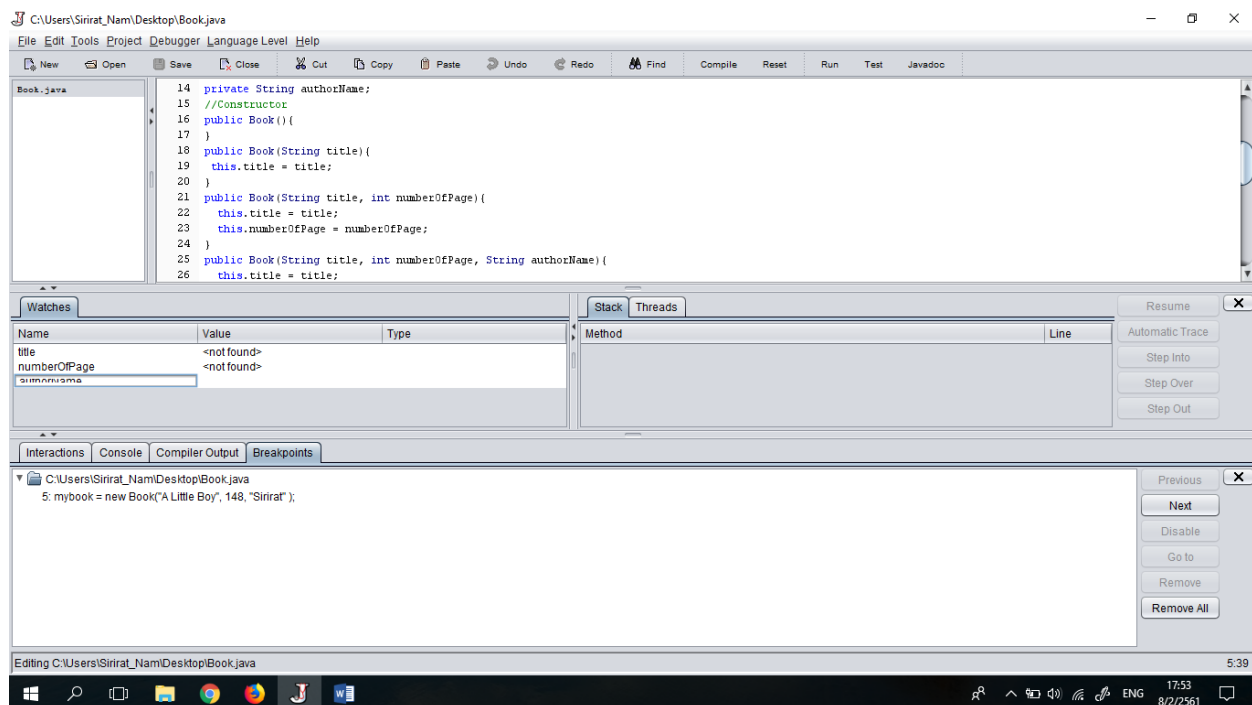 C:\Users\Sirirat_Nam\Desktop\Book.java
File Edit Tools Project Debugger Language Level Help
New Open Save Close Cut Copy Paste Undo Redo Find Compile Reset Run Test Javadoc
Book.java
14 private String authorName;
15 //Constructor
16 public Book(){
17 }
18 public Book(String title){
19 this.title = title;
20 }
21 public Book(String title, int numberOfPage){
22 this.title = title;
23 this.numberOfPage = numberOfPage;
24 }
25 public Book(String title, int numberOfPage, String authorName){
26 this.title = title;
Watches
Name Value Type
title <not found>
numberOfPage <not found>
authorName
Stack Threads
Method Line
Resume
Automatic Trace
Step Into
Step Over
Step Out
Interactions Console Compiler Output Breakpoints
C:\Users\Sirirat_Nam\Desktop\Book.java
5: mybook = new Book("A Little Boy", 148, "Sirirat" );
Previous
Next
Disable
Go to
Remove
Remove All
Editing C:\Users\Sirirat_Nam\Desktop\Book.java 5:39
ENG 17:53
8/2/2561